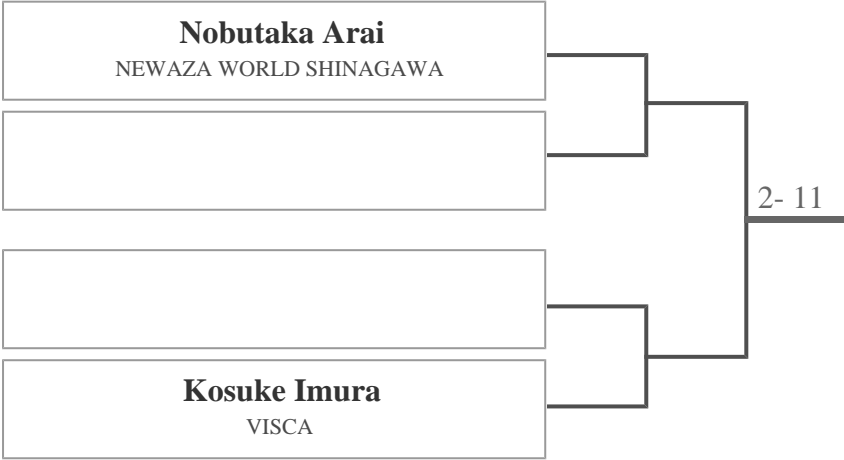 Nobutaka Arai
NEWAZA WORLD SHINAGAWA
2- 11
Kosuke Imura
VISCA